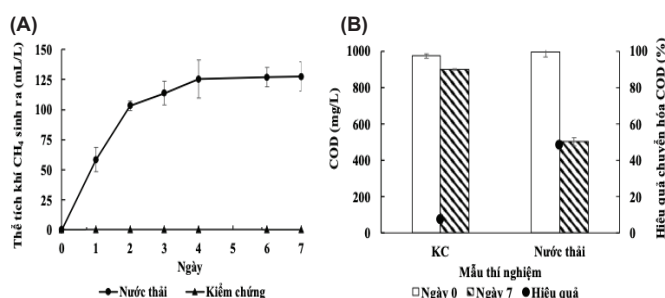 (A)
Thể tích khí CH₄ sinh ra (mL/L)
150
125
100
75
50
25
0
0 1 2 3 4 5 6 7
Ngày
Nước thải Kiểm chứng
(B)
COD (mg/L)
1000
800
600
400
200
0
100
80
60
40
20
0
Hiệu quả chuyển hóa COD (%)
KC Nước thải
Mẫu thí nghiệm
Ngày 0 Ngày 7 Hiệu quả